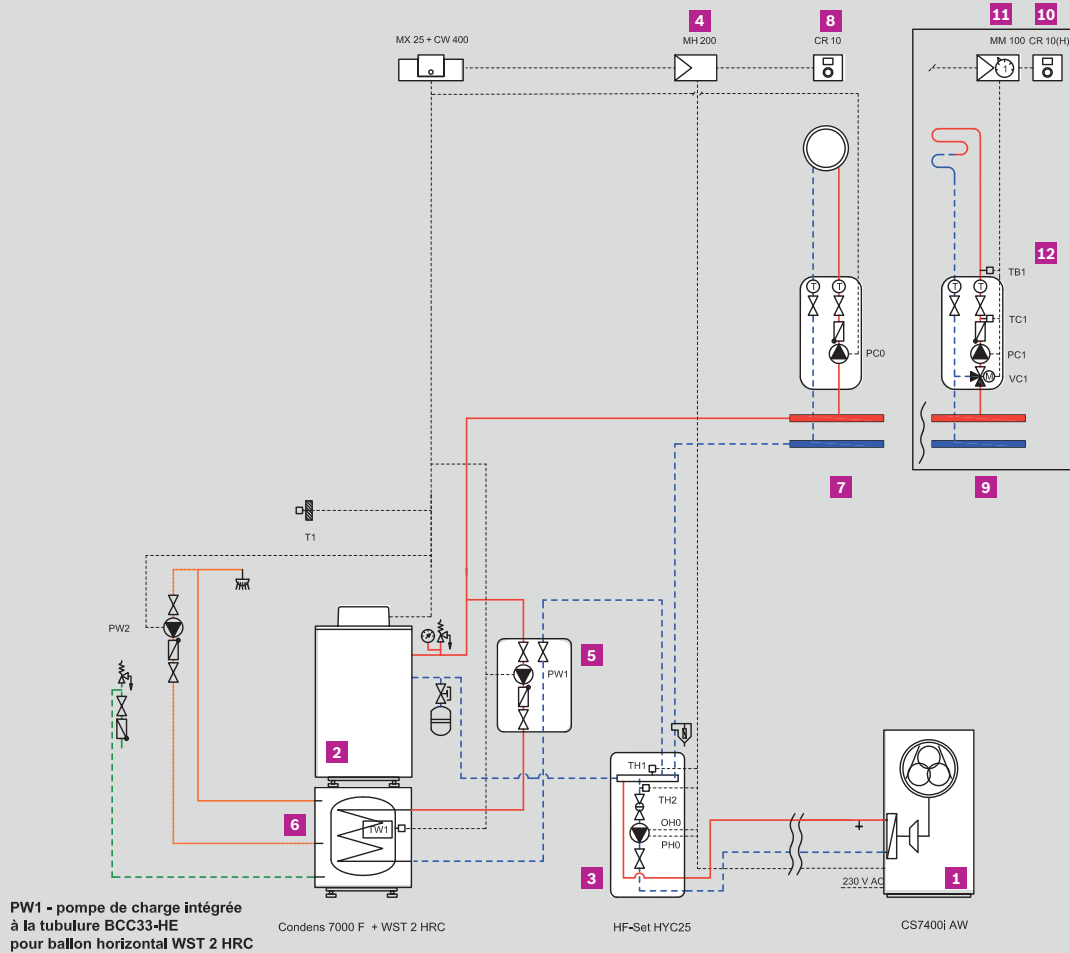 4
8
11
10
MX 25 + CW 400
MH 200
CR 10
MM 100
CR 10(H)
1
12
TB1
T
T
T
T
TC1
PC0
PC1
M
VC1
7
9
T1
PW2
5
PW1
2
TH1
TH2
6
TW1
OH0
PH0
3
230 V AC
1
PW1 - pompe de charge intégrée
à la tubulure BCC33-HE
pour ballon horizontal WST 2 HRC
Condens 7000 F + WST 2 HRC
HF-Set HYC25
CS7400i AW